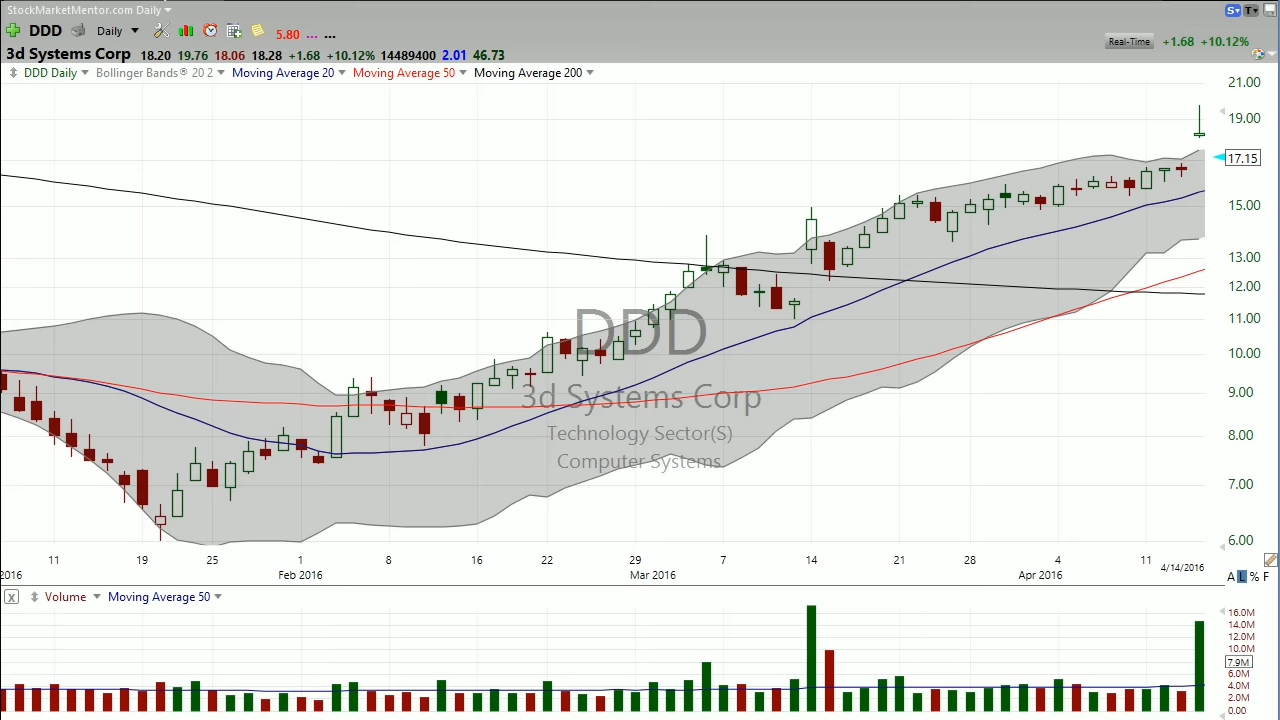 StockMarketMentor.com Daily
DDD Daily 5.80 ... ...
S T
3d Systems Corp 18.20 19.76 18.06 18.28 +1.68 +10.12% 14489400 2.01 46.73
Real-Time +1.68 +10.12%
DDD Daily Bollinger Bands® 20 2 Moving Average 20 Moving Average 50 Moving Average 200
21.00
19.00
17.15
15.00
13.00
12.00
11.00
10.00
9.00
8.00
7.00
6.00
DDD
3d Systems Corp
Technology Sector(S)
Computer Systems
11 19 25 1 8 16 22 29 7 14 21 28 4 11 4/14/2016
2016 Feb 2016 Mar 2016 Apr 2016
A L % F
X Volume Moving Average 50
16.0M
14.0M
12.0M
10.0M
7.9M
6.0M
4.0M
2.0M
0.00